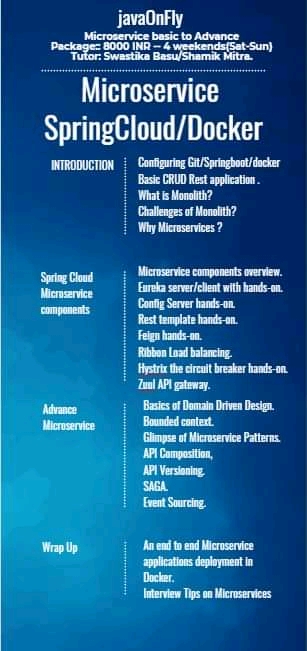 javaOnFly
Microservice basic to Advance
Package:: 8000 INR – 4 weekends(Sat-Sun)
Tutor: Swastika Basu/Shamik Mitra.
Microservice
SpringCloud/Docker
INTRODUCTION
Configuring Git/Springboot/docker
Basic CRUD Rest application .
What is Monolith?
Challenges of Monolith?
Why Microservices ?
Spring Cloud
Microservice
components
Microservice components overview.
Eureka server/client with hands-on.
Config Server hands-on.
Rest template hands-on.
Feign hands-on.
Ribbon Load balancing.
Hystrix the circuit breaker hands-on.
Zuul API gateway.
Advance
Microservice
Basics of Domain Driven Design.
Bounded context.
Glimpse of Microservice Patterns.
API Composition,
API Versioning.
SAGA.
Event Sourcing.
Wrap Up
An end to end Microservice
applications deployment in
Docker.
Interview Tips on Microservices